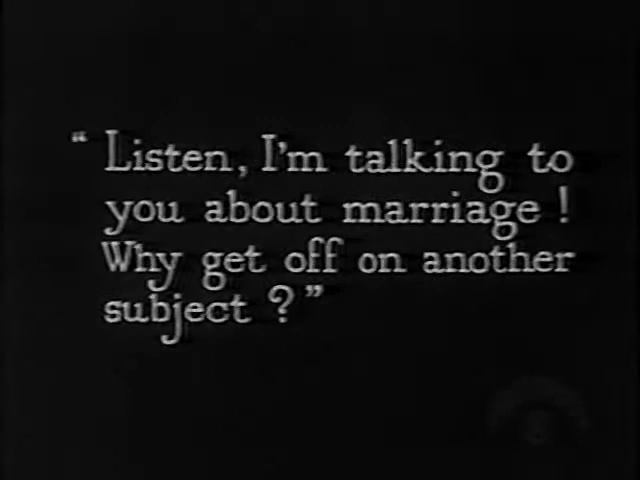 “ Listen, I'm talking to
you about marriage !
Why get off on another
subject ?”